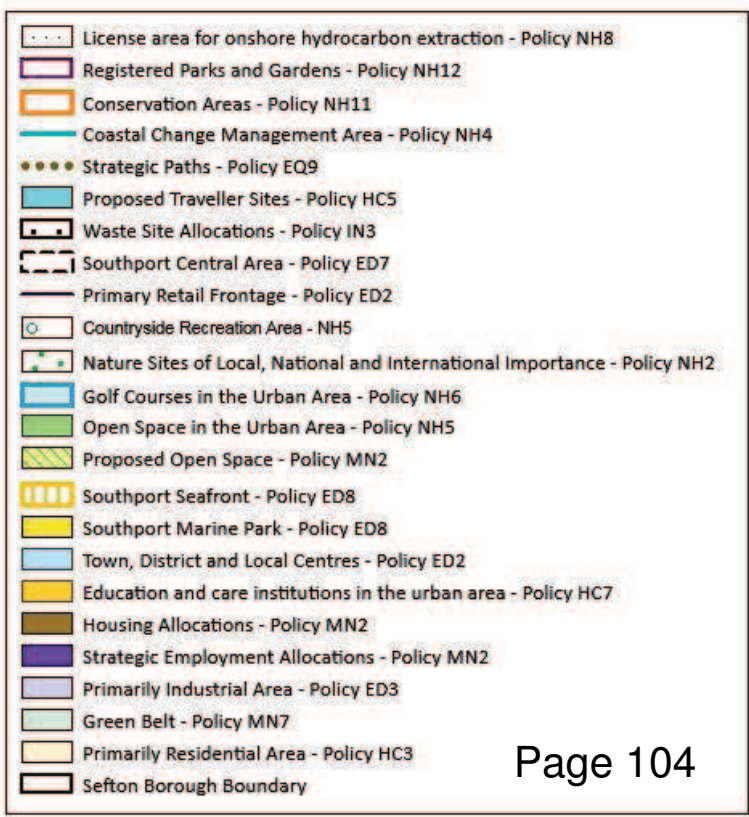 License area for onshore hydrocarbon extraction - Policy NH8
Registered Parks and Gardens - Policy NH12
Conservation Areas - Policy NH11
Coastal Change Management Area - Policy NH4
Strategic Paths - Policy EQ9
Proposed Traveller Sites - Policy HC5
Waste Site Allocations - Policy IN3
Southport Central Area - Policy ED7
Primary Retail Frontage - Policy ED2
Countryside Recreation Area - NH5
Nature Sites of Local, National and International Importance - Policy NH2
Golf Courses in the Urban Area - Policy NH6
Open Space in the Urban Area - Policy NH5
Proposed Open Space - Policy MN2
Southport Seafront - Policy ED8
Southport Marine Park - Policy ED8
Town, District and Local Centres - Policy ED2
Education and care institutions in the urban area - Policy HC7
Housing Allocations - Policy MN2
Strategic Employment Allocations - Policy MN2
Primarily Industrial Area - Policy ED3
Green Belt - Policy MN7
Primarily Residential Area - Policy HC3
Sefton Borough Boundary
Page 104